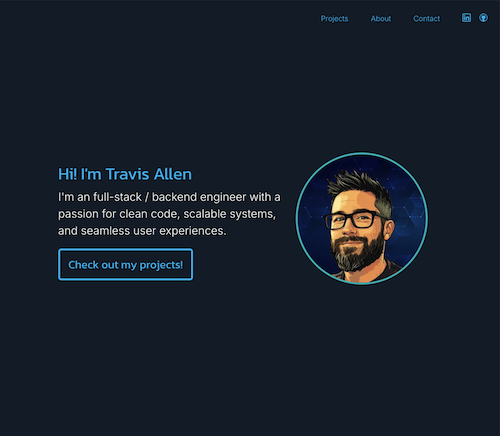 Projects About Contact
Hi! I'm Travis Allen
I'm an full-stack / backend engineer with a
passion for clean code, scalable systems,
and seamless user experiences.
Check out my projects!